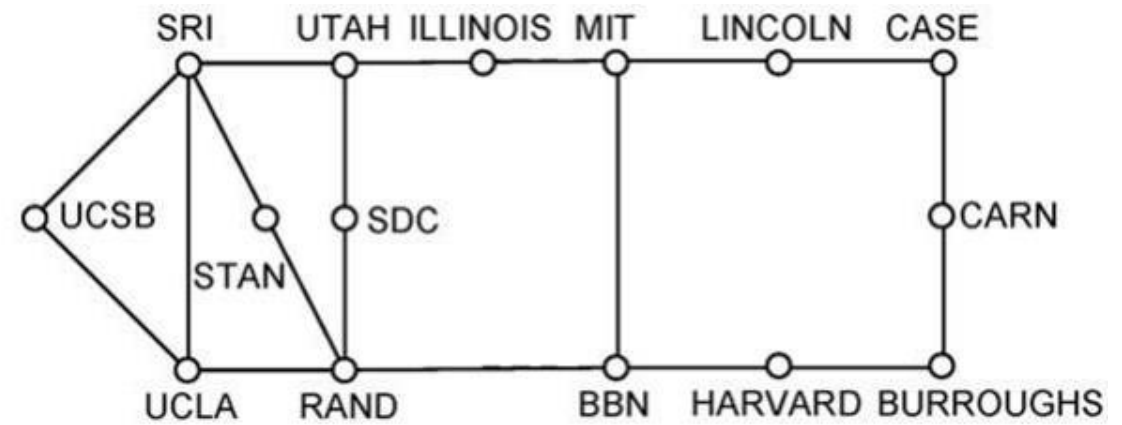 SRI UTAH ILLINOIS MIT LINCOLN CASE
UCSB SDC CARN
STAN
UCLA RAND BBN HARVARD BURROUGHS